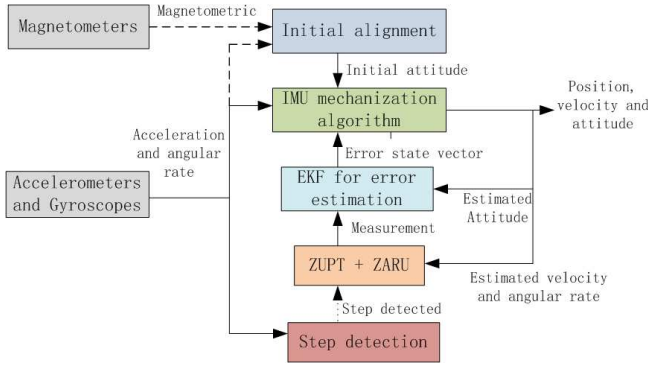 Magnetometers
Magnetometric
Initial alignment
Initial attitude
IMU mechanization
algorithm
Position,
velocity and
attitude
Acceleration
and angular
rate
Error state vector
Accelerometers
and Gyroscopes
EKF for error
estimation
Estimated
Attitude
Measurement
ZUPT + ZARU
Estimated velocity
and angular rate
Step detected
Step detection